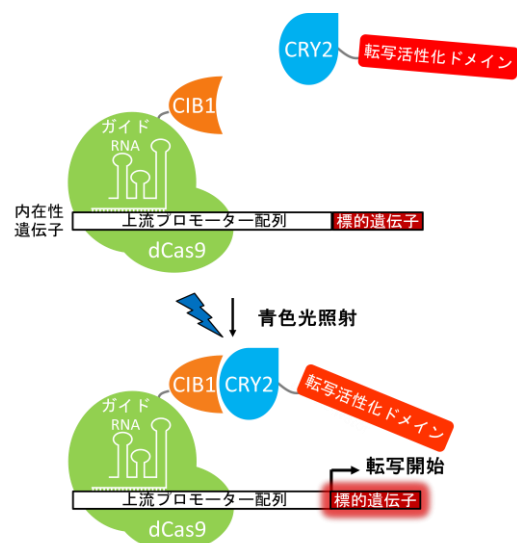 CRY2
転写活性化ドメイン
CIB1
ガイド
RNA
内在性
遺伝子
上流プロモーター配列
標的遺伝子
dCas9
青色光照射
CIB1
CRY2
転写活性化ドメイン
ガイド
RNA
転写開始
上流プロモーター配列
標的遺伝子
dCas9